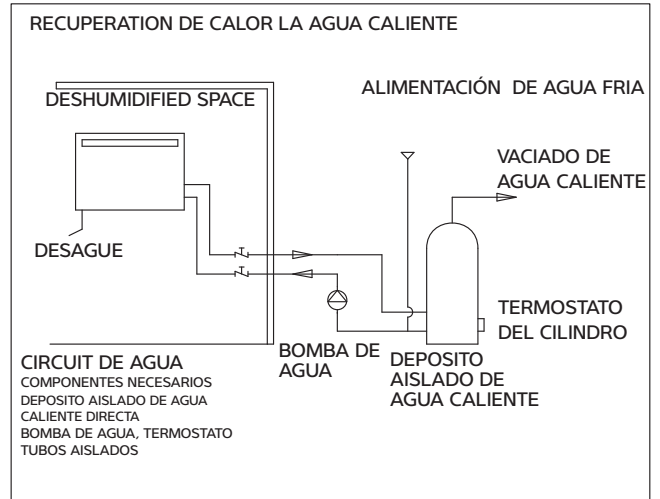 RECUPERATION DE CALOR LA AGUA CALIENTE
DESHUMIDIFIED SPACE
ALIMENTACIÓN DE AGUA FRIA
VACIADO DE
AGUA CALIENTE
DESAGUE
TERMOSTATO
DEL CILINDRO
BOMBA DE
AGUA
DEPOSITO
AISLADO DE
AGUA CALIENTE
CIRCUIT DE AGUA
COMPONENTES NECESARIOS
DEPOSITO AISLADO DE AGUA
CALIENTE DIRECTA
BOMBA DE AGUA, TERMOSTATO
TUBOS AISLADOS